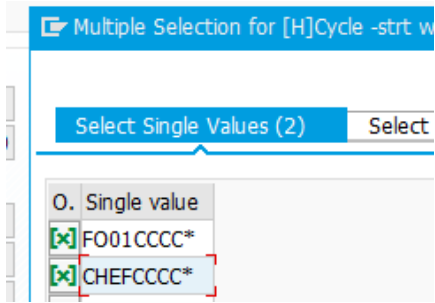 Multiple Selection for [H]Cycle -strt w
Select Single Values (2) Select
O. Single value
FO01CCCC*
CHEFCCCC*